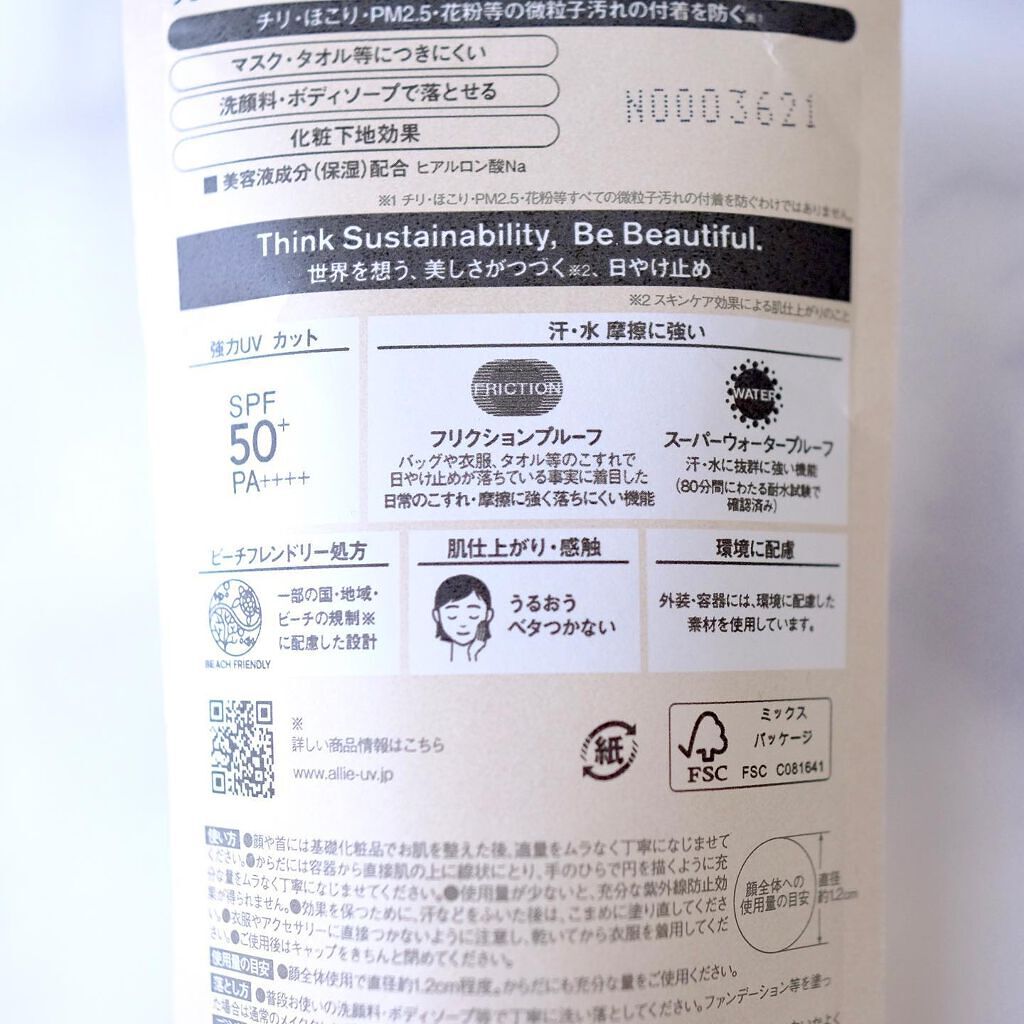 チリ・ほこり・PM2.5・花粉等の微粒子汚れの付着を防ぐ※1
マスク・タオル等につきにくい
洗顔料・ボディソープで落とせる
化粧下地効果
N0003621
■ 美容液成分(保湿)配合 ヒアルロン酸Na
※1 チリ・ほこり・PM2.5・花粉等すべての微粒子汚れの付着を防ぐわけではありません。
Think Sustainability, Be Beautiful.
世界を想う、美しさがつづく※2、日やけ止め
※2 スキンケア効果による肌仕上がりのこと
強力UV カット
SPF
50+
PA++++
汗・水 摩擦に強い
FRICTION
フリクションプルーフ
バッグや衣服、タオル等のこすれで
日やけ止めが落ちている事実に着目した
日常のこすれ・摩擦に強く落ちにくい機能
WATER
スーパーウォータープルーフ
汗・水に抜群に強い機能
(80分間にわたる耐水試験で
確認済み)
ビーチフレンドリー処方
一部の国・地域・
ビーチの規制※
に配慮した設計
BEACH FRIENDLY
肌仕上がり・感触
うるおう
ベタつかない
環境に配慮
外装・容器には、環境に配慮した
素材を使用しています。
※
詳しい商品情報はこちら
www.allie-uv.jp
紙
FSC
ミックス
パッケージ
FSC C081641
使い方 ●顔や首には基礎化粧品でお肌を整えた後、適量をムラなく丁寧になじませて
ください。●からだには容器から直接肌の上に線状にとり、手のひらで円を描くように充
分な量をムラなく丁寧になじませてください。●使用量が少ないと、充分な紫外線防止効
果が得られません。●効果を保つために、汗などをふいた後は、こまめに塗り直してくださ
い。●衣服やアクセサリーに直接つかないように注意し、乾いてから衣服を着用してくだ
さい。●ご使用後はキャップをきちんと閉めてください。
顔全体への
使用量の目安
直径
約1.2cm
使用量の目安 ●顔全体使用で直径約1.2cm程度。からだにも充分な量をご使用ください。
落とし方 ●普段お使いの洗顔料・ボディソープ等で丁寧に洗い落としてください。ファンデーション等を塗っ
た場合は通常のメイク